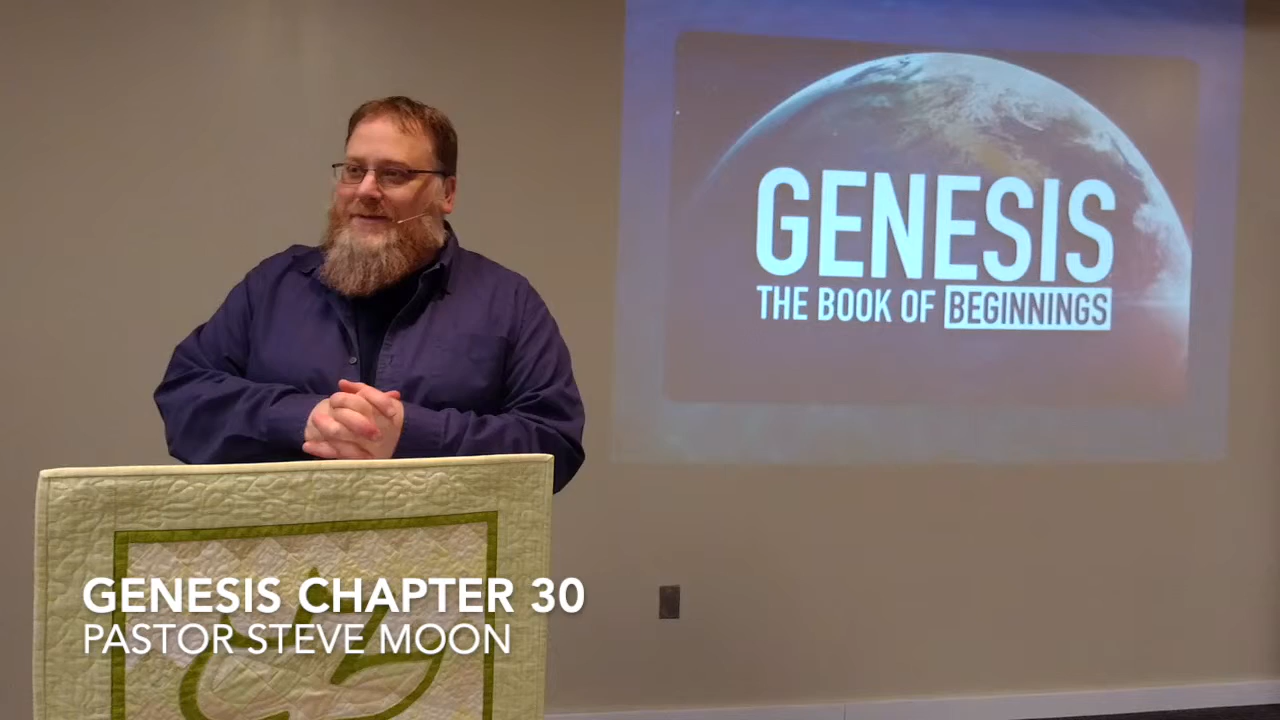 GENESIS
THE BOOK OF BEGINNINGS
GENESIS CHAPTER 30
PASTOR STEVE MOON